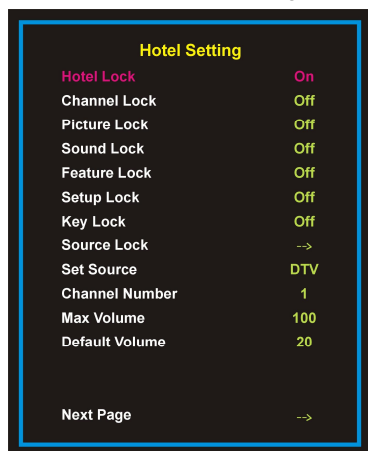 Hotel Setting
Hotel Lock On
Channel Lock Off
Picture Lock Off
Sound Lock Off
Feature Lock Off
Setup Lock Off
Key Lock Off
Source Lock -->
Set Source DTV
Channel Number 1
Max Volume 100
Default Volume 20
Next Page -->